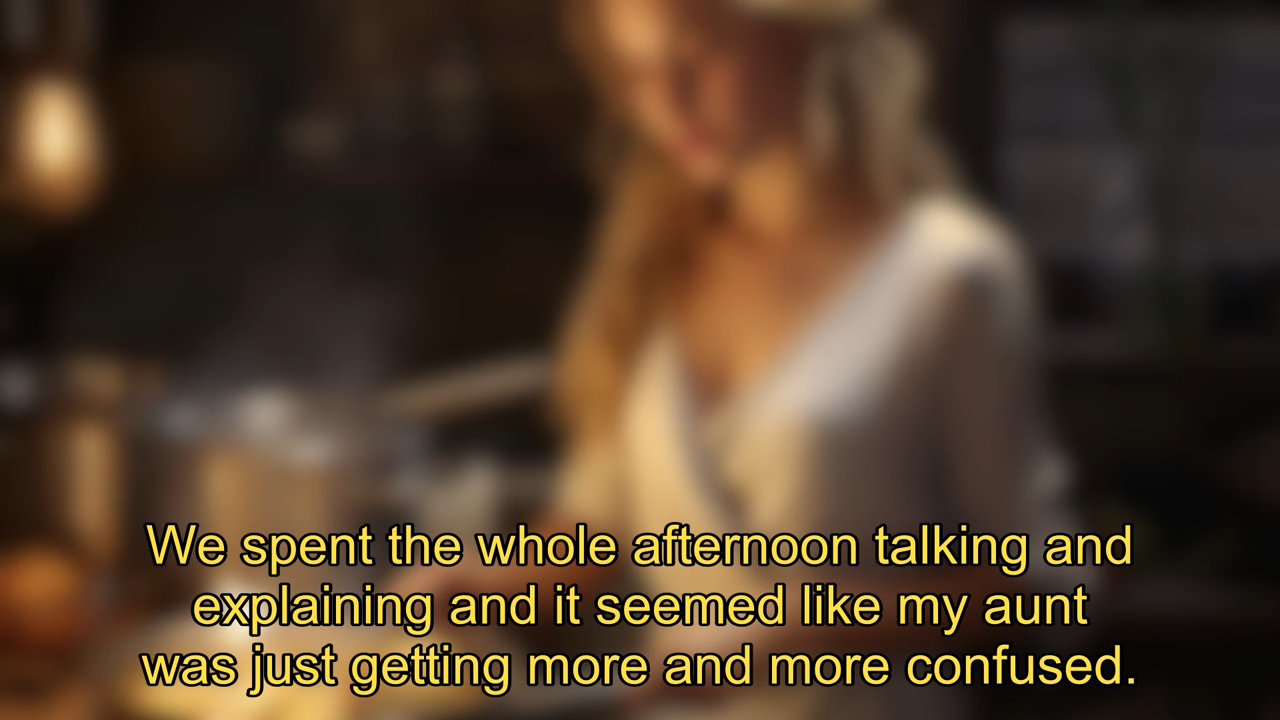 We spent the whole afternoon talking and
explaining and it seemed like my aunt
was just getting more and more confused.